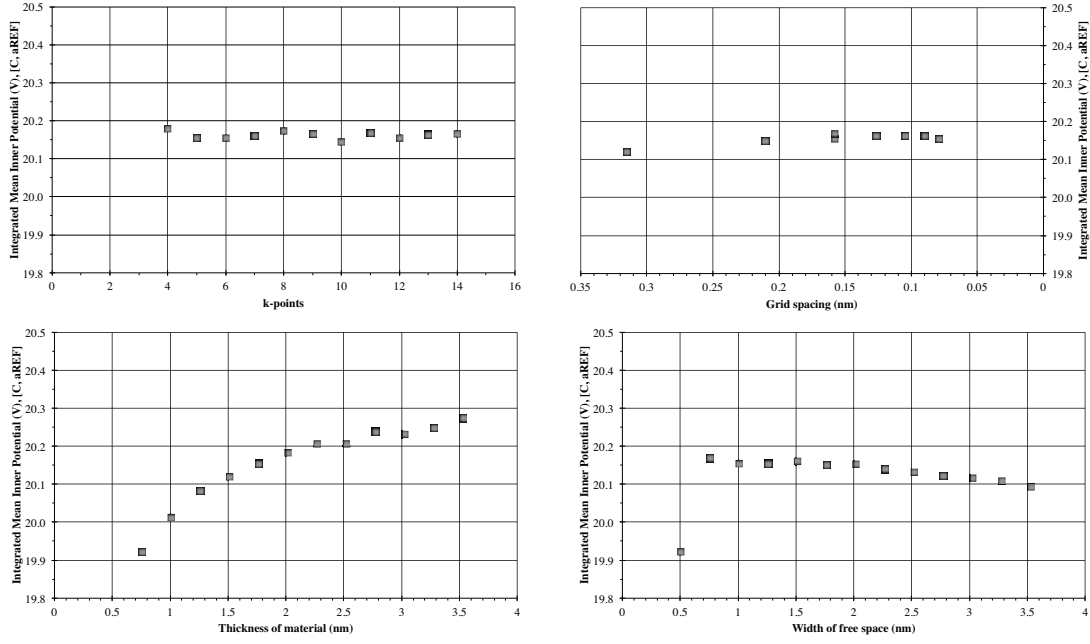 20.5
20.4
20.3
20.2
20.1
20.0
19.9
19.8
Integrated Mean Inner Potential (V), [C, aREF]
0 2 4 6 8 10 12 14 16
k-points
20.5
20.4
20.3
20.2
20.1
20.0
19.9
19.8
Integrated Mean Inner Potential (V), [C, aREF]
0.35 0.3 0.25 0.2 0.15 0.1 0.05 0
Grid spacing (nm)
20.5
20.4
20.3
20.2
20.1
20.0
19.9
19.8
Integrated Mean Inner Potential (V), [C, aREF]
0 0.5 1 1.5 2 2.5 3 3.5 4
Thickness of material (nm)
20.5
20.4
20.3
20.2
20.1
20.0
19.9
19.8
Integrated Mean Inner Potential (V), [C, aREF]
0 0.5 1 1.5 2 2.5 3 3.5 4
Width of free space (nm)